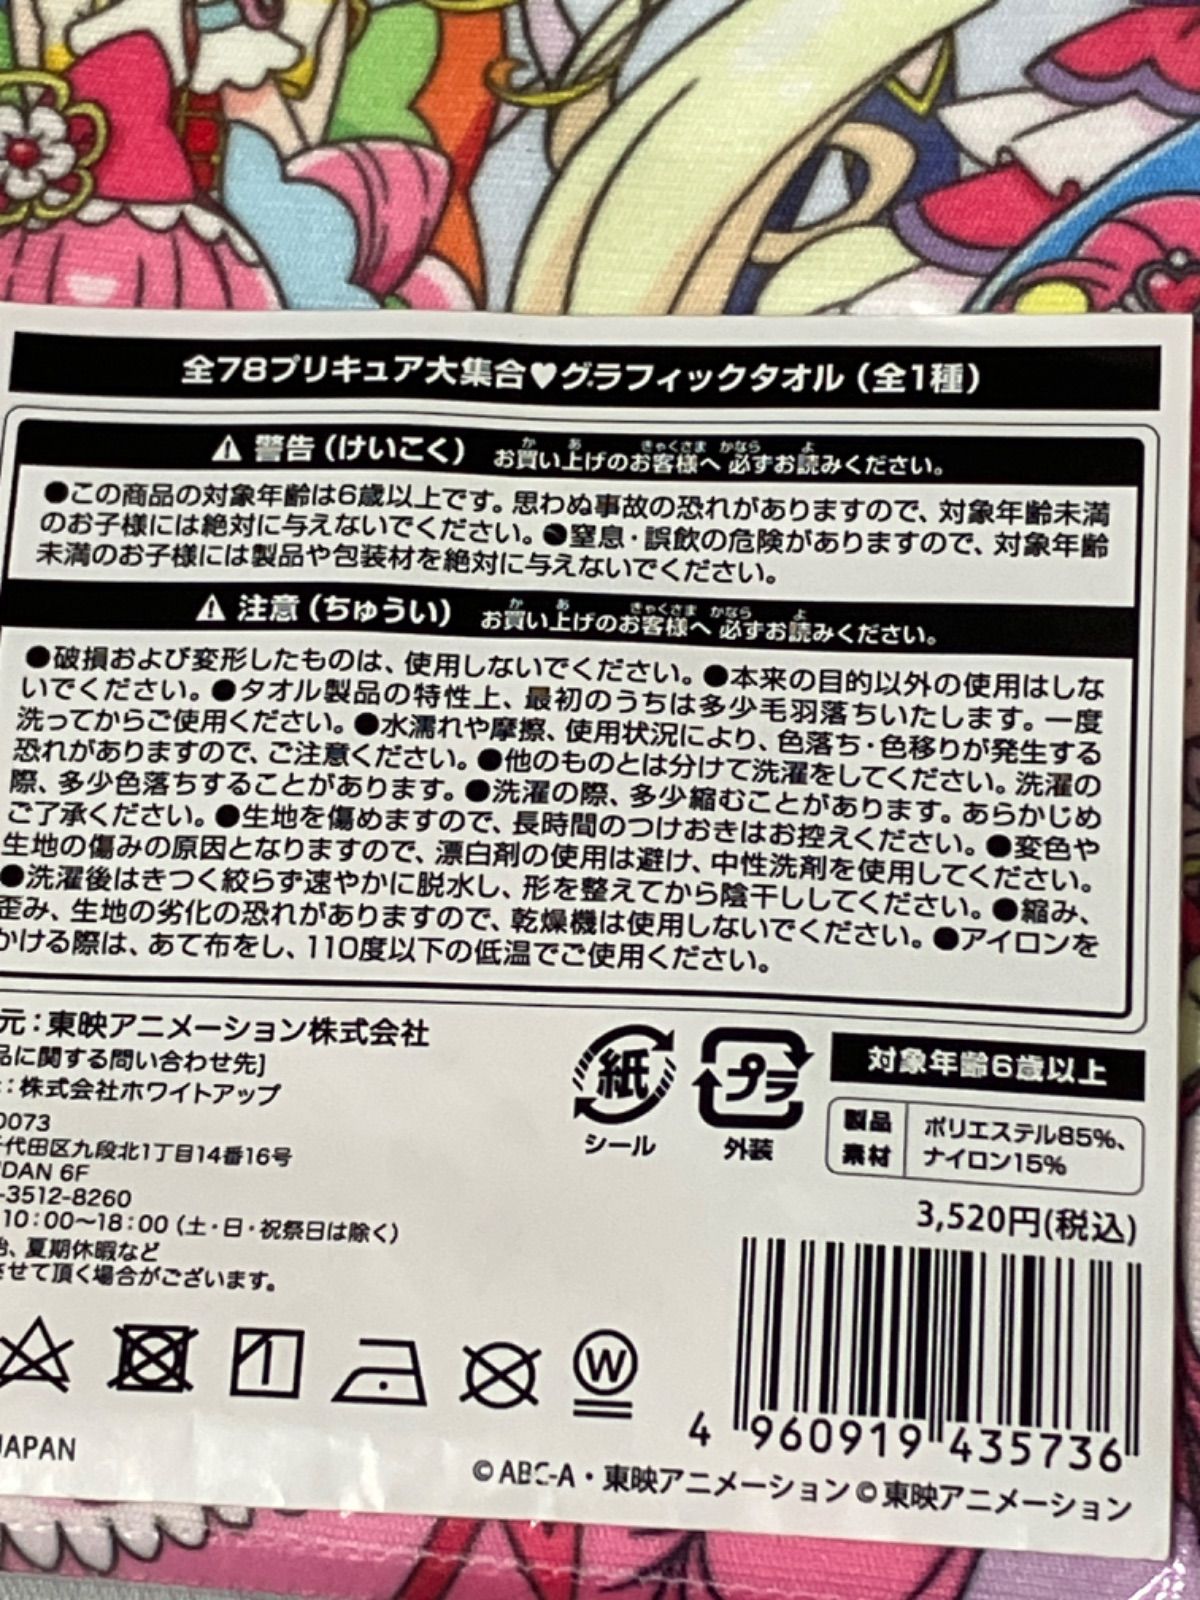 全78プリキュア大集合♥グラフィックタオル（全1種）
⚠ 警告（けいこく） お買い上げのお客様へ 必ずお読みください。
か あ きゃくさま かなら よ
●この商品の対象年齢は6歳以上です。思わぬ事故の恐れがありますので、対象年齢未満
のお子様には絶対に与えないでください。●窒息・誤飲の危険がありますので、対象年齢
未満のお子様には製品や包装材を絶対に与えないでください。
⚠ 注意（ちゅうい） お買い上げのお客様へ 必ずお読みください。
か あ きゃくさま かなら よ
●破損および変形したものは、使用しないでください。●本来の目的以外の使用はしな
いでください。●タオル製品の特性上、最初のうちは多少毛羽落ちいたします。一度
洗ってからご使用ください。●水濡れや摩擦、使用状況により、色落ち・色移りが発生する
恐れがありますので、ご注意ください。●他のものとは分けて洗濯をしてください。洗濯の
際、多少色落ちすることがあります。●洗濯の際、多少縮むことがあります。あらかじめ
ご了承ください。●生地を傷めますので、長時間のつけおきはお控えください。●変色や
生地の傷みの原因となりますので、漂白剤の使用は避け、中性洗剤を使用してください。
●洗濯後はきつく絞らず速やかに脱水し、形を整えてから陰干ししてください。●縮み、
歪み、生地の劣化の恐れがありますので、乾燥機は使用しないでください。●アイロンを
かける際は、あて布をし、110度以下の低温でご使用ください。
元：東映アニメーション株式会社
品に関する問い合わせ先]
：株式会社ホワイトアップ
0073
千代田区九段北1丁目14番16号
DAN 6F
-3512-8260
10：00～18：00（土・日・祝祭日は除く）
始、夏期休暇など
させて頂く場合がございます。
紙
シール
プラ
外装
対象年齢6歳以上
製品
素材
ポリエステル85%、
ナイロン15%
3,520円(税込)
W
4 960919 435736
JAPAN
©ABC-A・東映アニメーション ©東映アニメーション